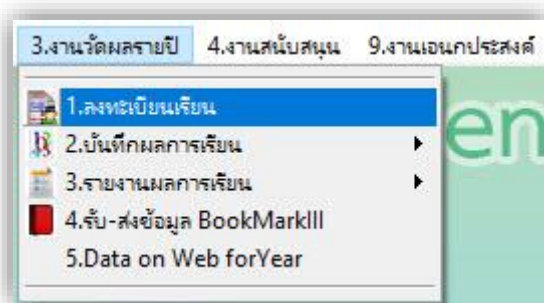 3.งานวัดผลรายปี 4.งานสนับสนุน 9.งานเอนกประสงค์
1.ลงทะเบียนเรียน
en
2.บันทึกผลการเรียน
3.รายงานผลการเรียน
4.รับ-ส่งข้อมูล BookMarkIII
5.Data on Web forYear